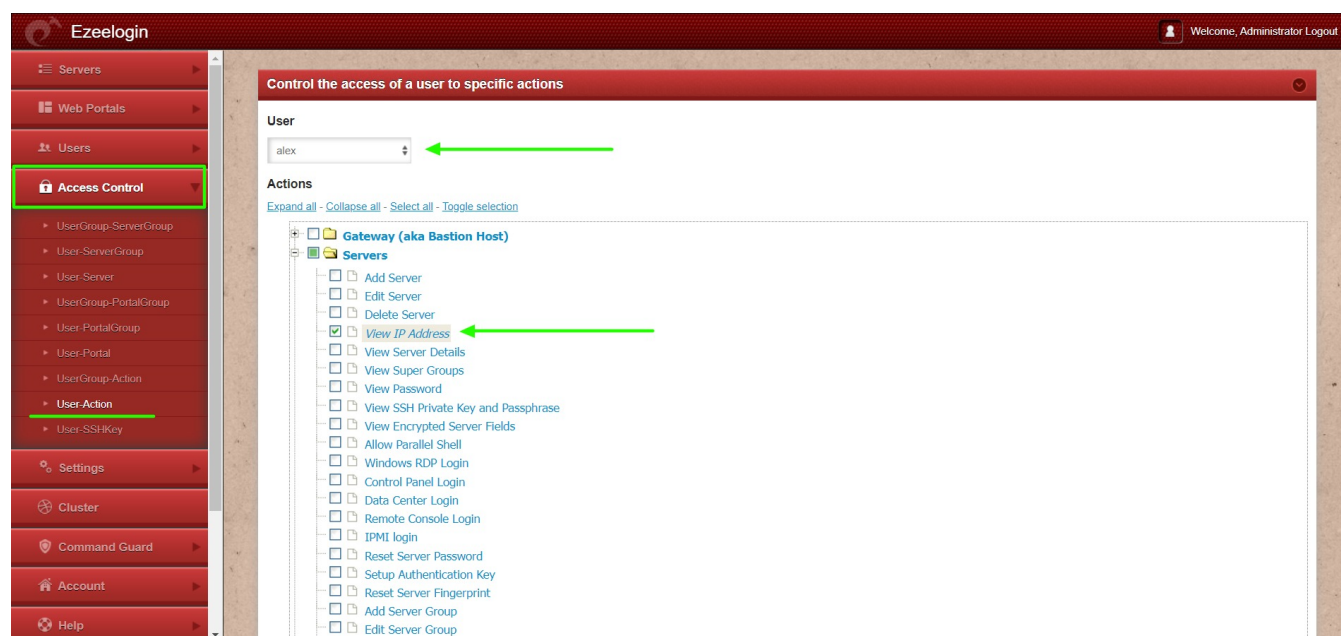 Ezeelogin
Welcome, Administrator Logout
Servers
Web Portals
Users
Access Control
UserGroup-ServerGroup
User-ServerGroup
User-Server
UserGroup-PortalGroup
User-PortalGroup
User-Portal
UserGroup-Action
User-Action
User-SSHKey
Settings
Cluster
Command Guard
Account
Help
Control the access of a user to specific actions
User
alex
Actions
Expand all - Collapse all - Select all - Toggle selection
Gateway (aka Bastion Host)
Servers
Add Server
Edit Server
Delete Server
View IP Address
View Server Details
View Super Groups
View Password
View SSH Private Key and Passphrase
View Encrypted Server Fields
Allow Parallel Shell
Windows RDP Login
Control Panel Login
Data Center Login
Remote Console Login
IPMI login
Reset Server Password
Setup Authentication Key
Reset Server Fingerprint
Add Server Group
Edit Server Group